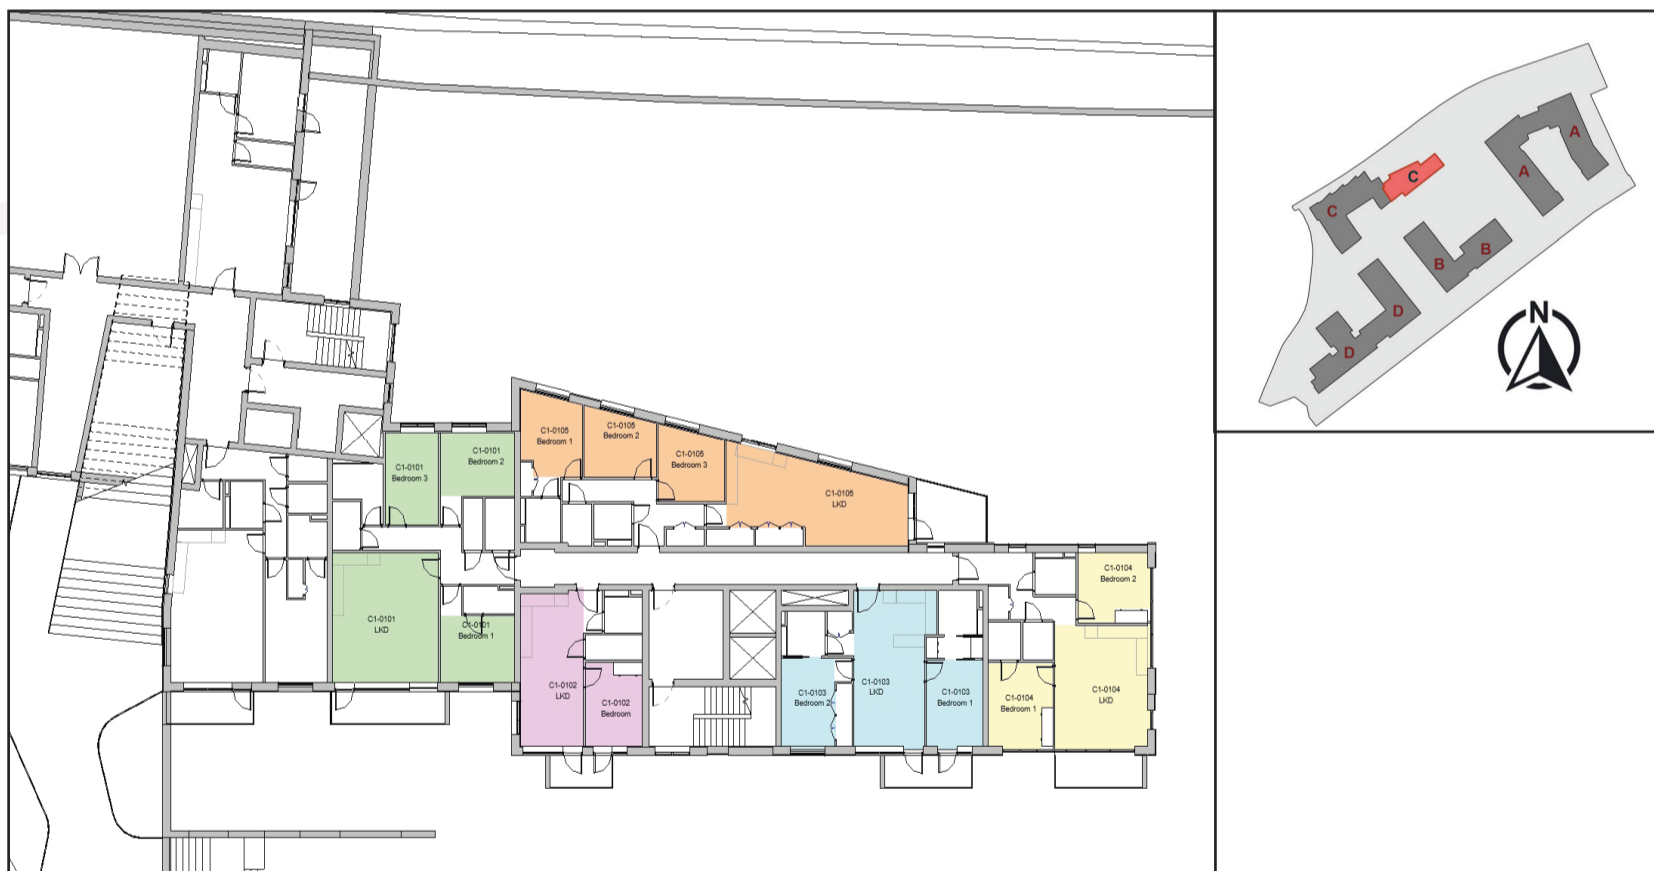 C1-0105
Bedroom 1
C1-0105
Bedroom 2
C1-0105
Bedroom 3
C1-0105
LKD
C1-0101
Bedroom 3
C1-0101
Bedroom 2
C1-0101
LKD
C1-0101
Bedroom 1
C1-0102
LKD
C1-0102
Bedroom
C1-0103
Bedroom 2
C1-0103
LKD
C1-0103
Bedroom 1
C1-0104
Bedroom 2
C1-0104
Bedroom 1
C1-0104
LKD
A
A
C
C
B
B
D
D
N